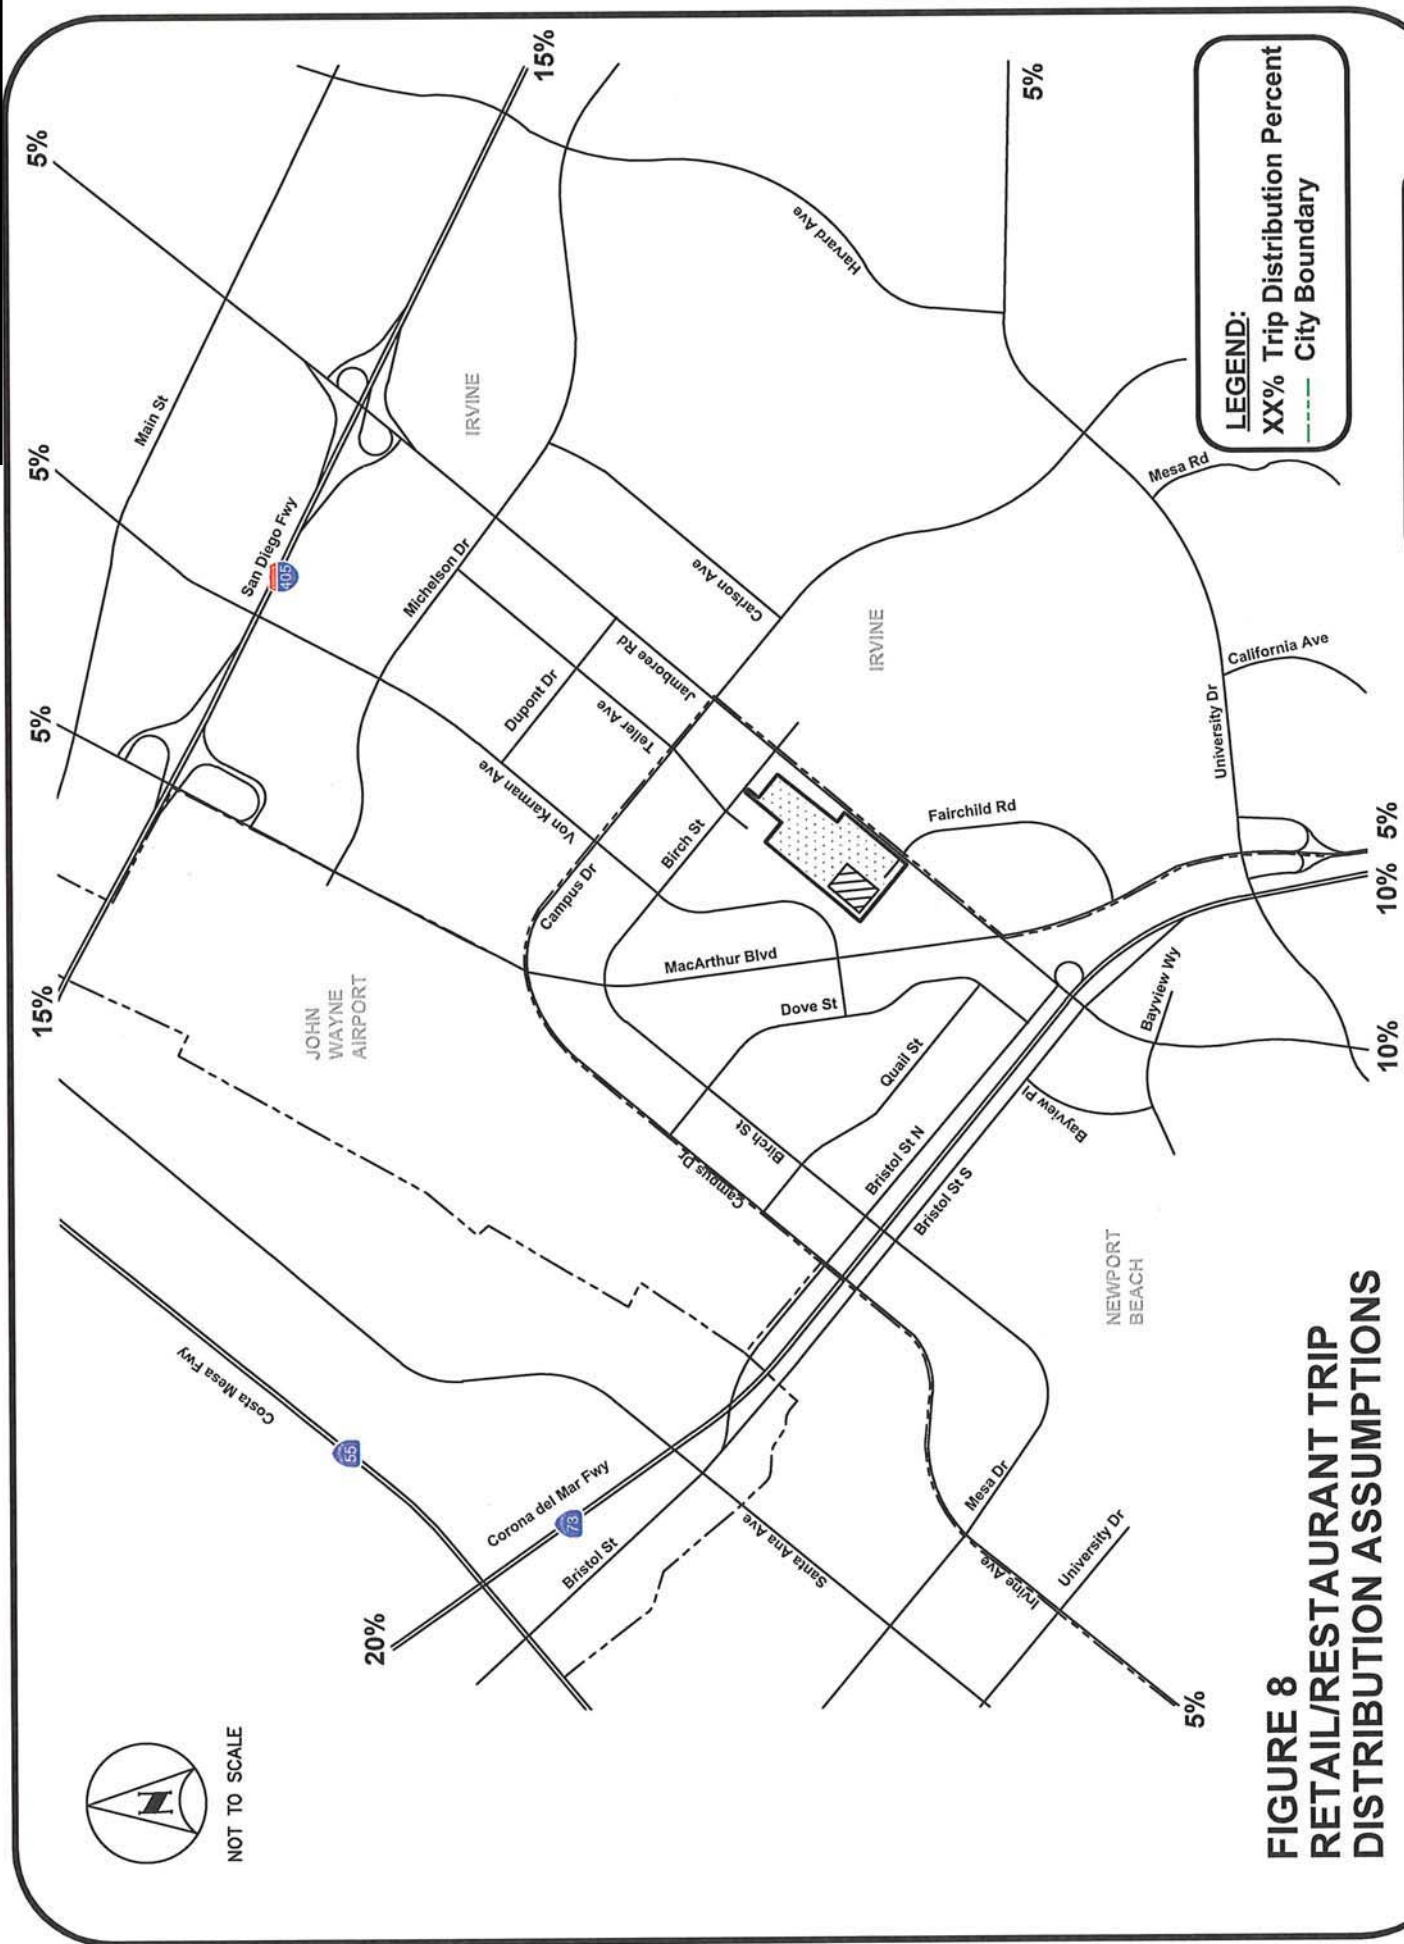 NOT TO SCALE
N
FIGURE 8
RETAIL/RESTAURANT TRIP
DISTRIBUTION ASSUMPTIONS
LEGEND:
XX% Trip Distribution Percent
City Boundary
20%
15%
5%
5%
5%
15%
5%
5%
10%
10%
5%
Costa Mesa Fwy
55
Corona del Mar Fwy
73
Bristol St
Santa Ana Ave
Mesa Dr
Irvine Ave
University Dr
JOHN
WAYNE
AIRPORT
NEWPORT
BEACH
Campus Dr
Birch St
Bristol St N
Bristol St S
Quail St
Dove St
Bayview Pl
Bayview Wy
MacArthur Blvd
Campus Dr
Birch St
Von Karman Ave
Teller Ave
Dupont Dr
Jamboree Rd
Fairchild Rd
Michelson Dr
San Diego Fwy
405
Main St
Carlson Ave
IRVINE
IRVINE
Harvard Ave
University Dr
California Ave
Mesa Rd